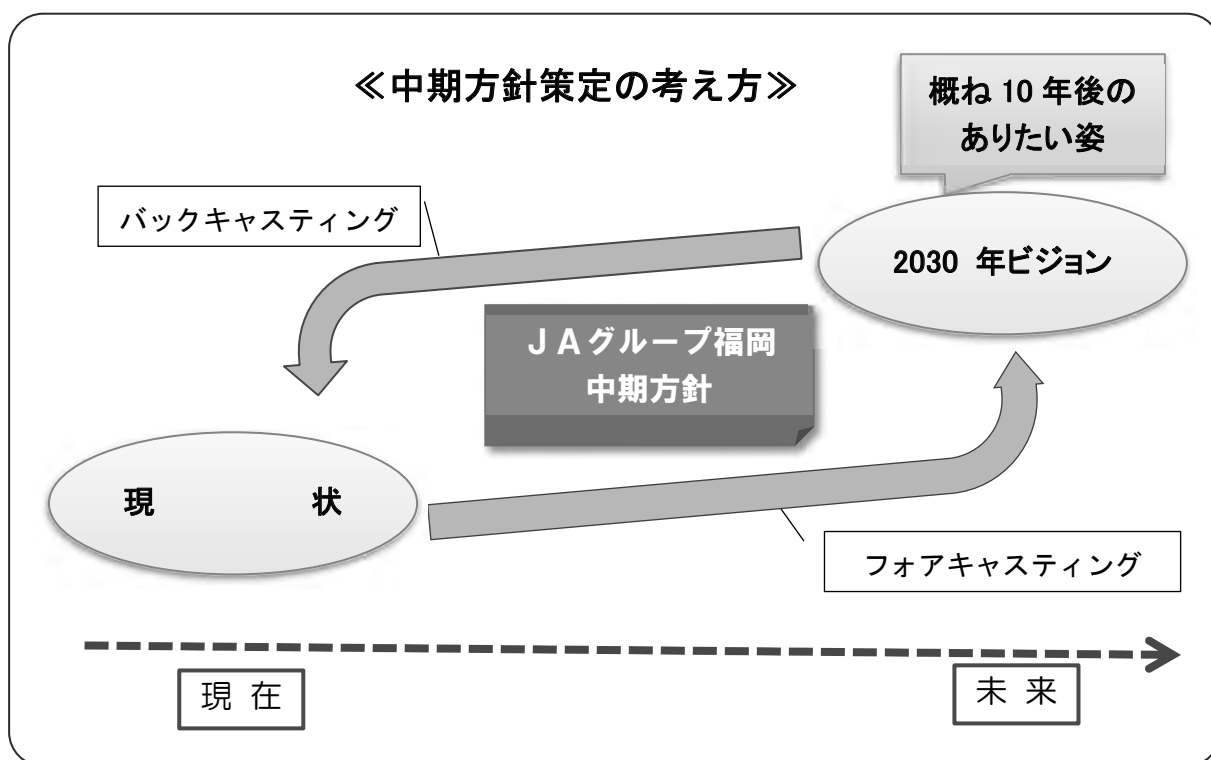 ≪中期方針策定の考え方≫
概ね 10 年後の
ありたい姿
バックキャスティング
2030 年ビジョン
ＪＡグループ福岡
中期方針
現　　　　　状
フォアキャスティング
現 在
未 来